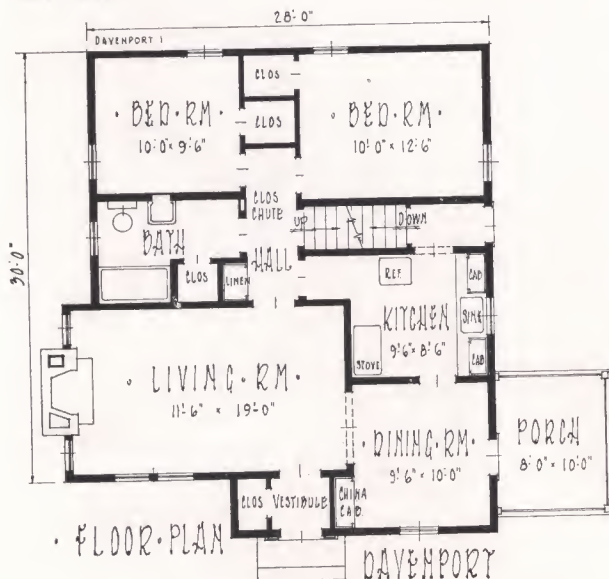 28'-0"
DAVENPORT 1
CLOS
BED·RM·
10'-0" × 9'-6"
CLOS
BED·RM·
10'-0" × 12'-6"
CLOS
CHUTE
UP
DOWN
BATH
HALL
CLOS
LINEN
30'-0"
REF.
CAB
KITCHEN
9'-6" × 8'-6"
SINK
STOVE
CAB
LIVING·RM·
11'-6" × 19'-0"
DINING·RM·
9'-6" × 10'-0"
PORCH
8'-0" × 10'-0"
CLOS
VESTIBULE
CHINA
CAB.
·FLOOR·PLAN
DAVENPORT